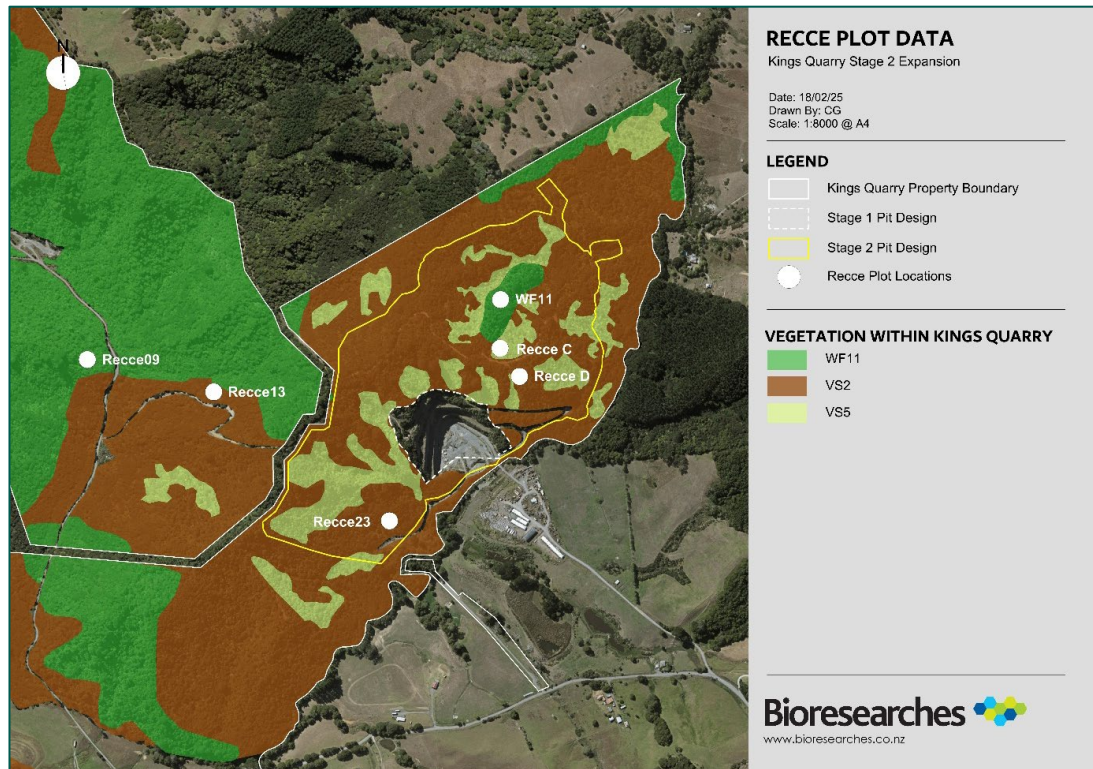 N
WF11
Recce C
Recce D
Recce09
Recce13
Recce23
RECCE PLOT DATA
Kings Quarry Stage 2 Expansion
Date: 18/02/25
Drawn By: CG
Scale: 1:8000 @ A4
LEGEND
Kings Quarry Property Boundary
Stage 1 Pit Design
Stage 2 Pit Design
Recce Plot Locations
VEGETATION WITHIN KINGS QUARRY
WF11
VS2
VS5
Bioresearches
www.bioresearches.co.nz